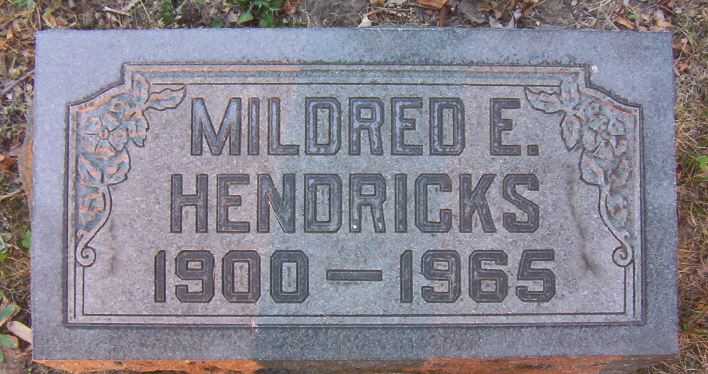 MILDRED E.
HENDRICKS
1900 — 1965